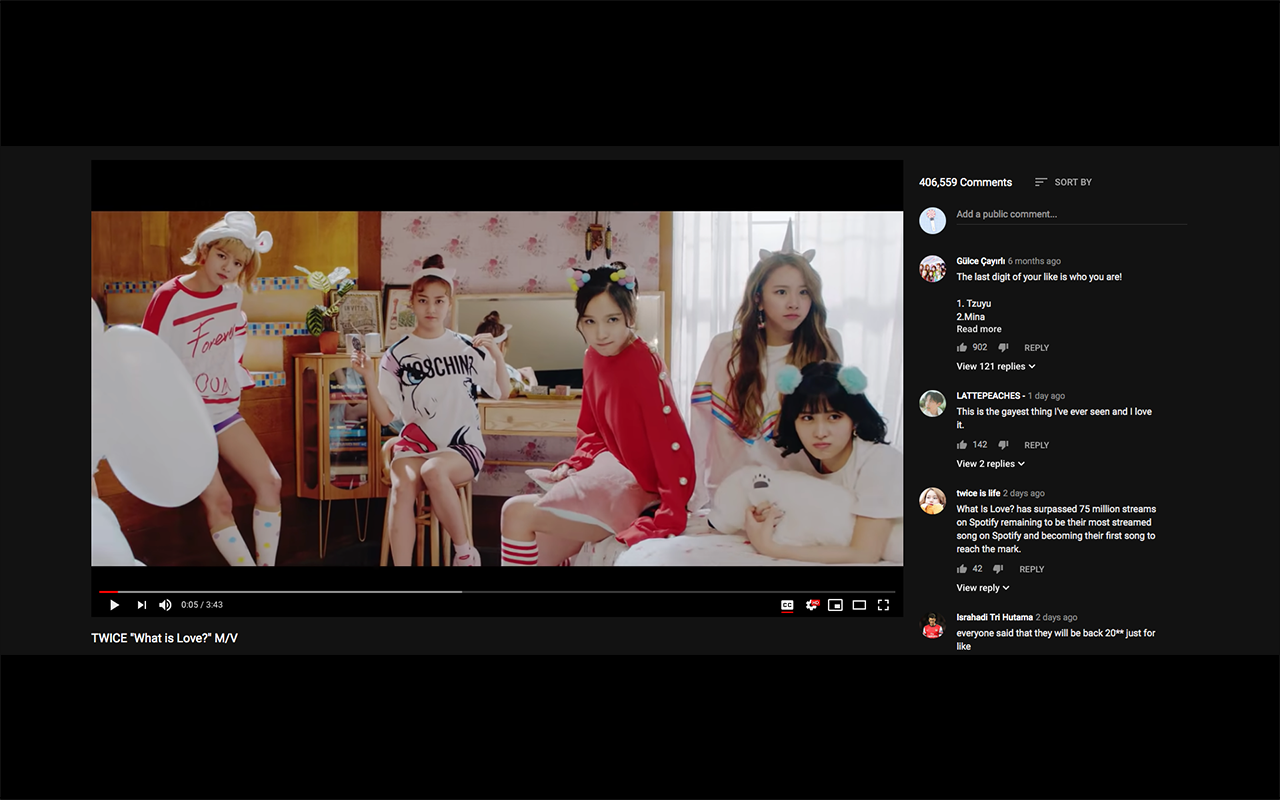 Forever
MOSCHIN
0:05 / 3:43
CC
HD
TWICE "What is Love?" M/V
406,559 Comments
SORT BY
Add a public comment...
Gülce Çayırlı 6 months ago
The last digit of your like is who you are!
1. Tzuyu
2.Mina
Read more
902 REPLY
View 121 replies
LATTEPEACHES - 1 day ago
This is the gayest thing I've ever seen and I love
it.
142 REPLY
View 2 replies
twice is life 2 days ago
What Is Love? has surpassed 75 million streams
on Spotify remaining to be their most streamed
song on Spotify and becoming their first song to
reach the mark.
42 REPLY
View reply
Israhadi Tri Hutama 2 days ago
everyone said that they will be back 20** just for
like